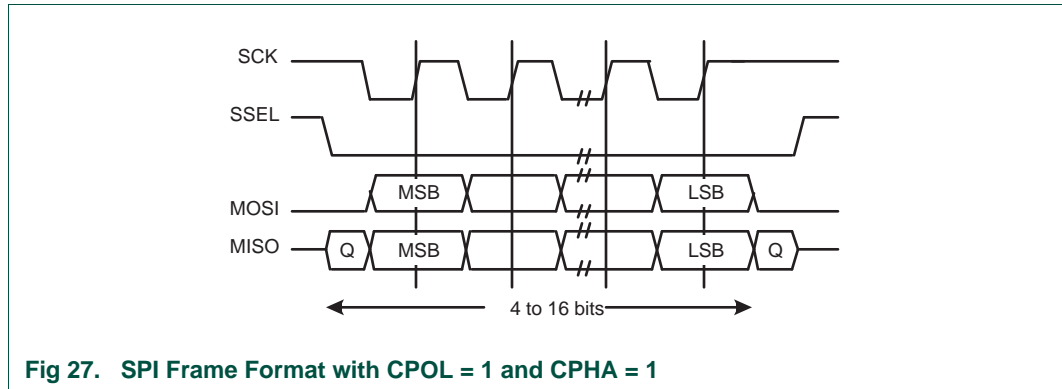 SCK
SSEL
MOSI MSB LSB
MISO Q MSB LSB Q
4 to 16 bits
Fig 27. SPI Frame Format with CPOL = 1 and CPHA = 1